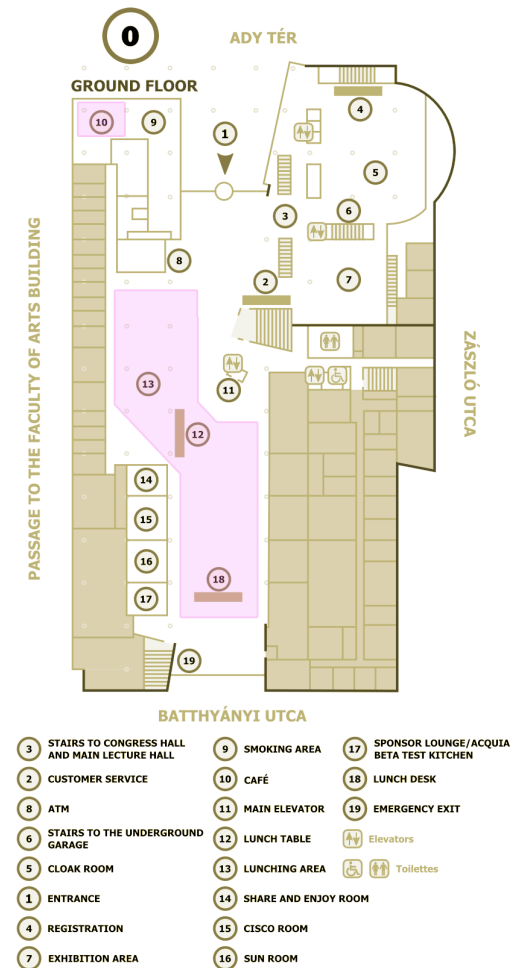 0
ADY TÉR
GROUND FLOOR
10
9
1
4
5
6
3
8
2
7
PASSAGE TO THE FACULTY OF ARTS BUILDING
ZÁSZLÓ UTCA
13
11
12
14
15
16
18
17
19
BATTHYÁNYI UTCA
3 STAIRS TO CONGRESS HALL
AND MAIN LECTURE HALL
2 CUSTOMER SERVICE
8 ATM
6 STAIRS TO THE UNDERGROUND
GARAGE
5 CLOAK ROOM
1 ENTRANCE
4 REGISTRATION
7 EXHIBITION AREA
9 SMOKING AREA
10 CAFÉ
11 MAIN ELEVATOR
12 LUNCH TABLE
13 LUNCHING AREA
14 SHARE AND ENJOY ROOM
15 CISCO ROOM
16 SUN ROOM
17 SPONSOR LOUNGE/ACQUIA
BETA TEST KITCHEN
18 LUNCH DESK
19 EMERGENCY EXIT
Elevators
Toilettes